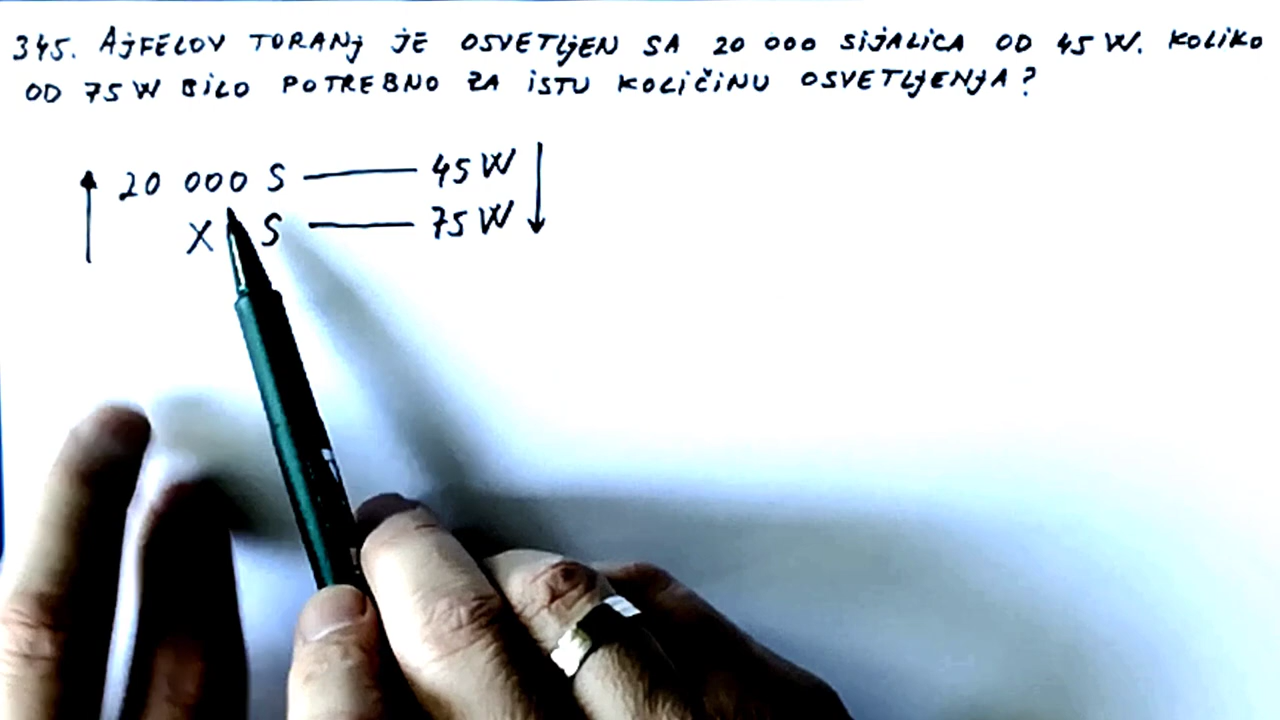 345. AJFELOV TORANJ JE OSVETLJEN SA 20 000 SIJALICA OD 45 W. KOLIKO
OD 75 W BILO POTREBNO ZA ISTU KOLIČINU OSVETLJENJA?
20 000 S — 45 W
X S — 75 W